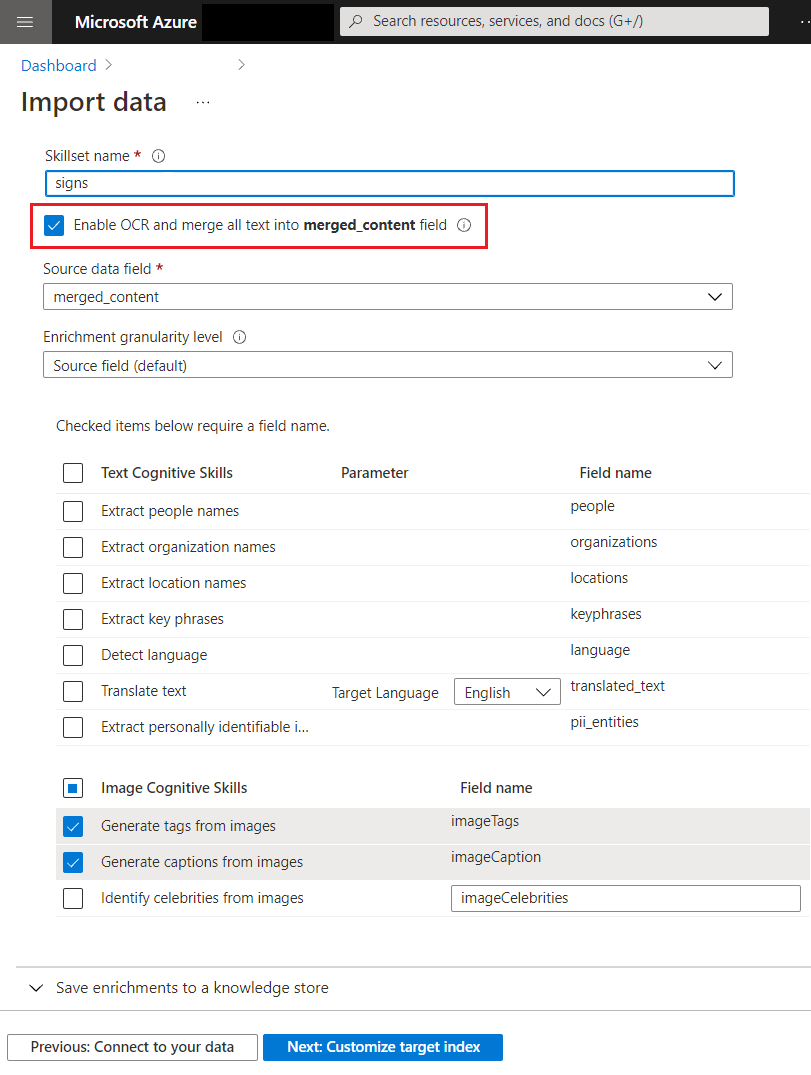 Microsoft Azure
Search resources, services, and docs (G+/)
Dashboard
Import data
Skillset name *
signs
Enable OCR and merge all text into merged_content field
Source data field *
merged_content
Enrichment granularity level
Source field (default)
Checked items below require a field name.
Text Cognitive Skills Parameter Field name
Extract people names people
Extract organization names organizations
Extract location names locations
Extract key phrases keyphrases
Detect language language
Translate text Target Language English translated_text
Extract personally identifiable i... pii_entities
Image Cognitive Skills Field name
Generate tags from images imageTags
Generate captions from images imageCaption
Identify celebrities from images imageCelebrities
Save enrichments to a knowledge store
Previous: Connect to your data Next: Customize target index